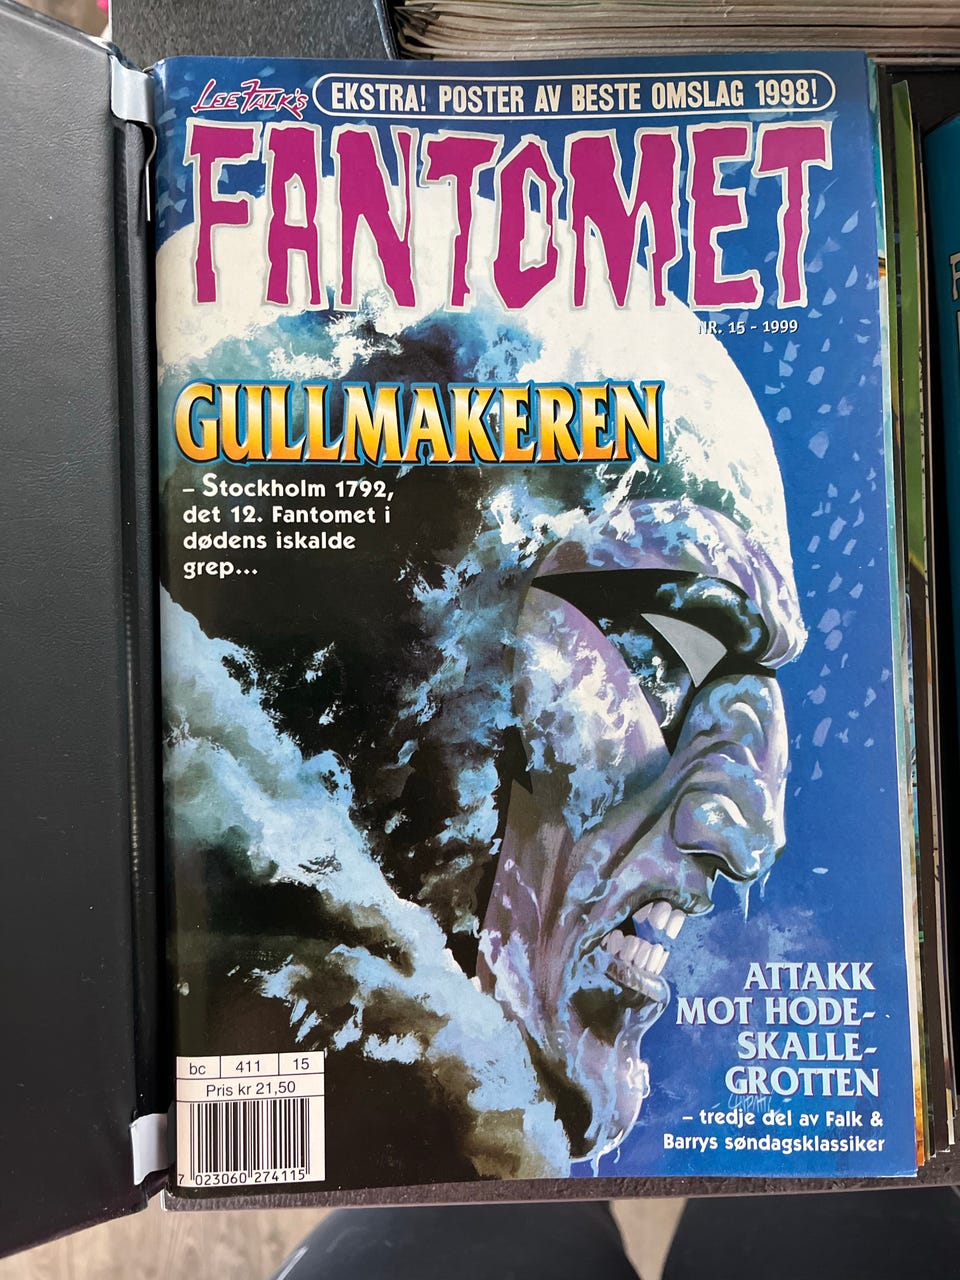 LEE FALK'S
EKSTRA! POSTER AV BESTE OMSLAG 1998!
FANTOMET
NR. 15 - 1999
GULLMAKEREN
– Stockholm 1792,
det 12. Fantomet i
dødens iskalde
grep...
ATTAKK
MOT HODE-
SKALLE-
GROTTEN
– tredje del av Falk &
Barrys søndagsklassiker
bc 411 15
Pris kr 21,50
7 023060 274115